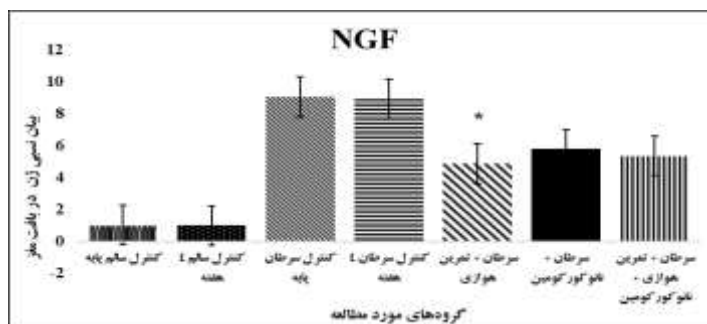 NGF
12
10
8
6
4
2
0
-2
بیان نسبی ژن در بافت مغز
*
کنترل سالم پایه
کنترل سالم 4
هفته
کنترل سرطان
پایه
کنترل سرطان 4
هفته
سرطان + تمرین
هوازی
سرطان +
نانوکورکومین
سرطان + تمرین
هوازی +
نانوکورکومین
گروه‌های مورد مطالعه